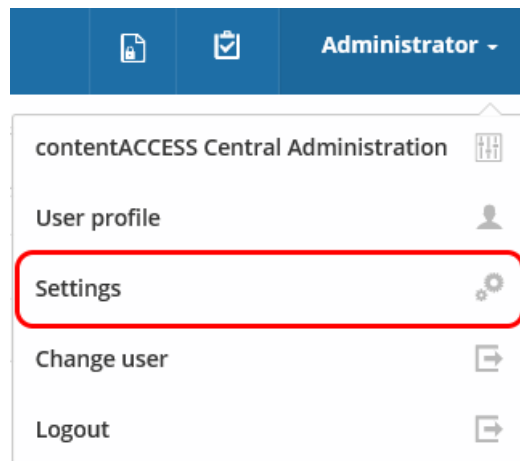 Administrator
contentACCESS Central Administration
User profile
Settings
Change user
Logout